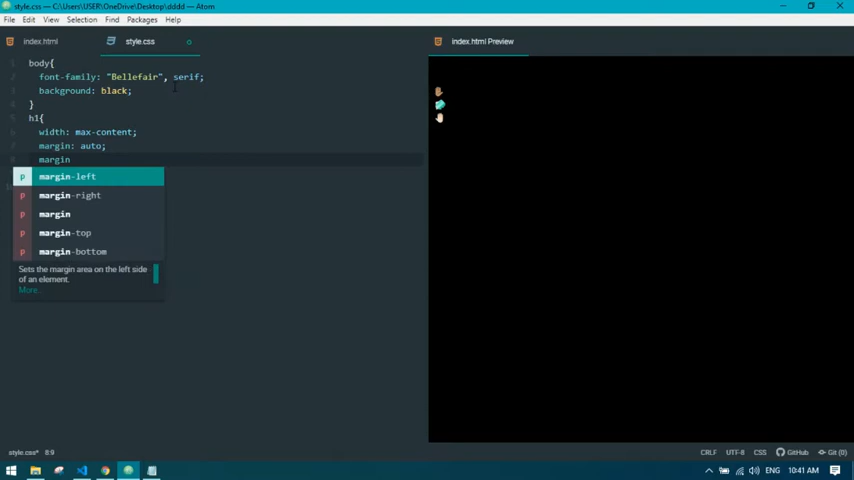 style.css — C:\Users\USER\OneDrive\Desktop\dddd — Atom
File Edit View Selection Find Packages Help
index.html style.css index.html Preview
1 body{
2 font-family: "Bellefair", serif;
3 background: black;
4 }
5 h1{
6 width: max-content;
7 margin: auto;
8 margin
margin-left
margin-right
margin
margin-top
margin-bottom
Sets the margin area on the left side
of an element.
More..
style.css* 8:9 CRLF UTF-8 CSS GitHub Git (0)
ENG 10:41 AM